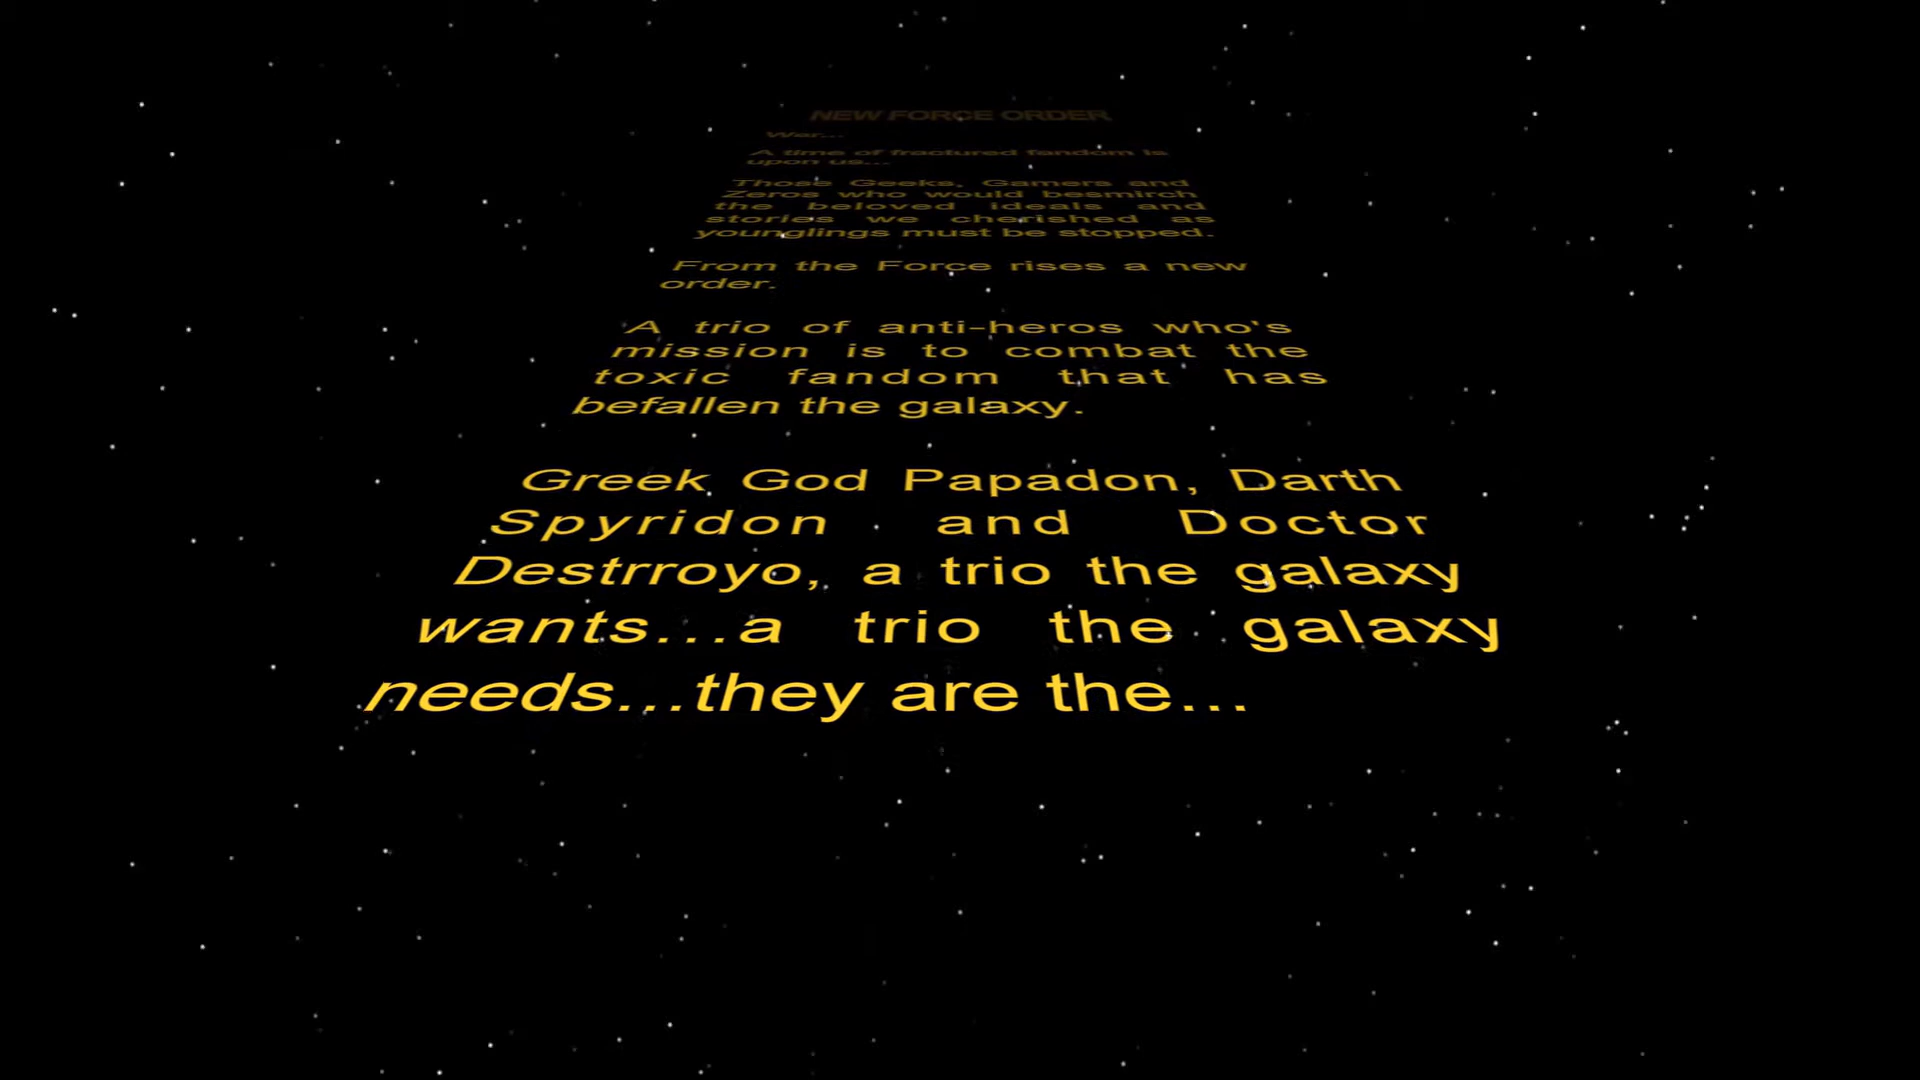 NEW FORCE ORDER
War...
A time of fractured fandom is
upon us...
Those Geeks, Gamers and
Zeros who would besmirch
the beloved ideals and
stories we cherished as
younglings must be stopped.
From the Force rises a new
order.
A trio of anti-heros who's
mission is to combat the
toxic fandom that has
befallen the galaxy.
Greek God Papadon, Darth
Spyridon and Doctor
Destrroyo, a trio the galaxy
wants...a trio the galaxy
needs...they are the...